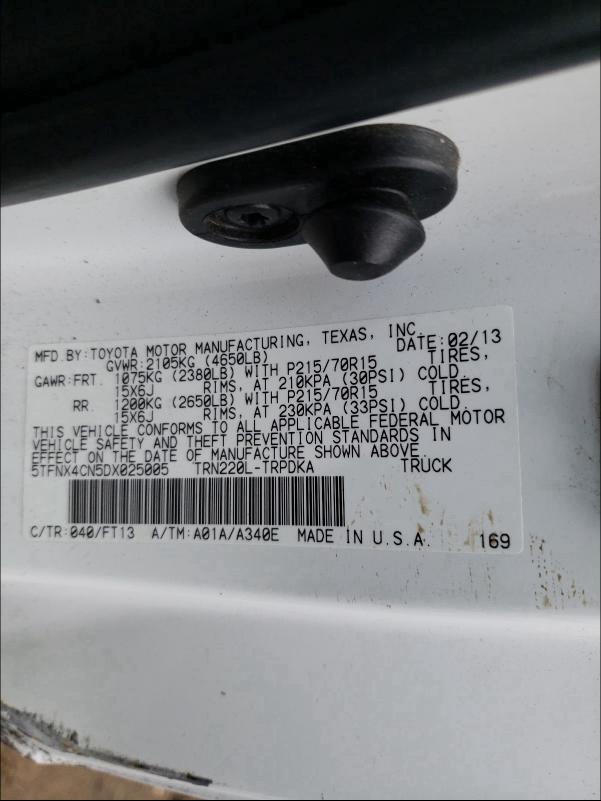 MFD.BY:TOYOTA MOTOR MANUFACTURING, TEXAS, INC.
GVWR:2105KG (4650LB) DATE:02/13
GAWR:FRT. 1075KG (2380LB) WITH P215/70R15 TIRES,
15X6J RIMS, AT 210KPA (30PSI) COLD
RR. 1200KG (2650LB) WITH P215/70R15 TIRES,
15X6J RIMS, AT 230KPA (33PSI) COLD
THIS VEHICLE CONFORMS TO ALL APPLICABLE FEDERAL MOTOR
VEHICLE SAFETY AND THEFT PREVENTION STANDARDS IN
EFFECT ON THE DATE OF MANUFACTURE SHOWN ABOVE.
5TFNX4CN5DX025005 TRN220L-TRPDKA TRUCK
C/TR:040/FT13 A/TM:A01A/A340E MADE IN U.S.A. 169